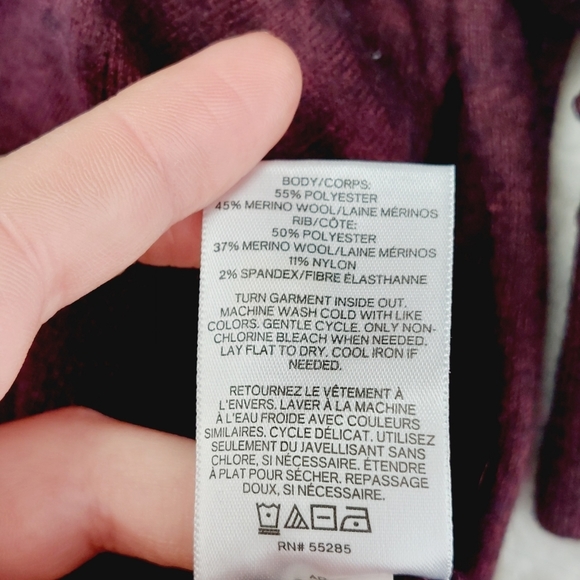 BODY/CORPS:
55% POLYESTER
45% MERINO WOOL/LAINE MÉRINOS
RIB/CÔTE:
50% POLYESTER
37% MERINO WOOL/LAINE MÉRINOS
11% NYLON
2% SPANDEX/FIBRE ÉLASTHANNE
TURN GARMENT INSIDE OUT.
MACHINE WASH COLD WITH LIKE
COLORS. GENTLE CYCLE. ONLY NON-
CHLORINE BLEACH WHEN NEEDED.
LAY FLAT TO DRY. COOL IRON IF
NEEDED.
RETOURNEZ LE VÊTEMENT À
L'ENVERS. LAVER À LA MACHINE
À L'EAU FROIDE AVEC COULEURS
SIMILAIRES. CYCLE DÉLICAT. UTILISEZ
SEULEMENT DU JAVELLISANT SANS
CHLORE, SI NÉCESSAIRE. ÉTENDRE
À PLAT POUR SÉCHER. REPASSAGE
DOUX, SI NÉCESSAIRE.
RN# 55285